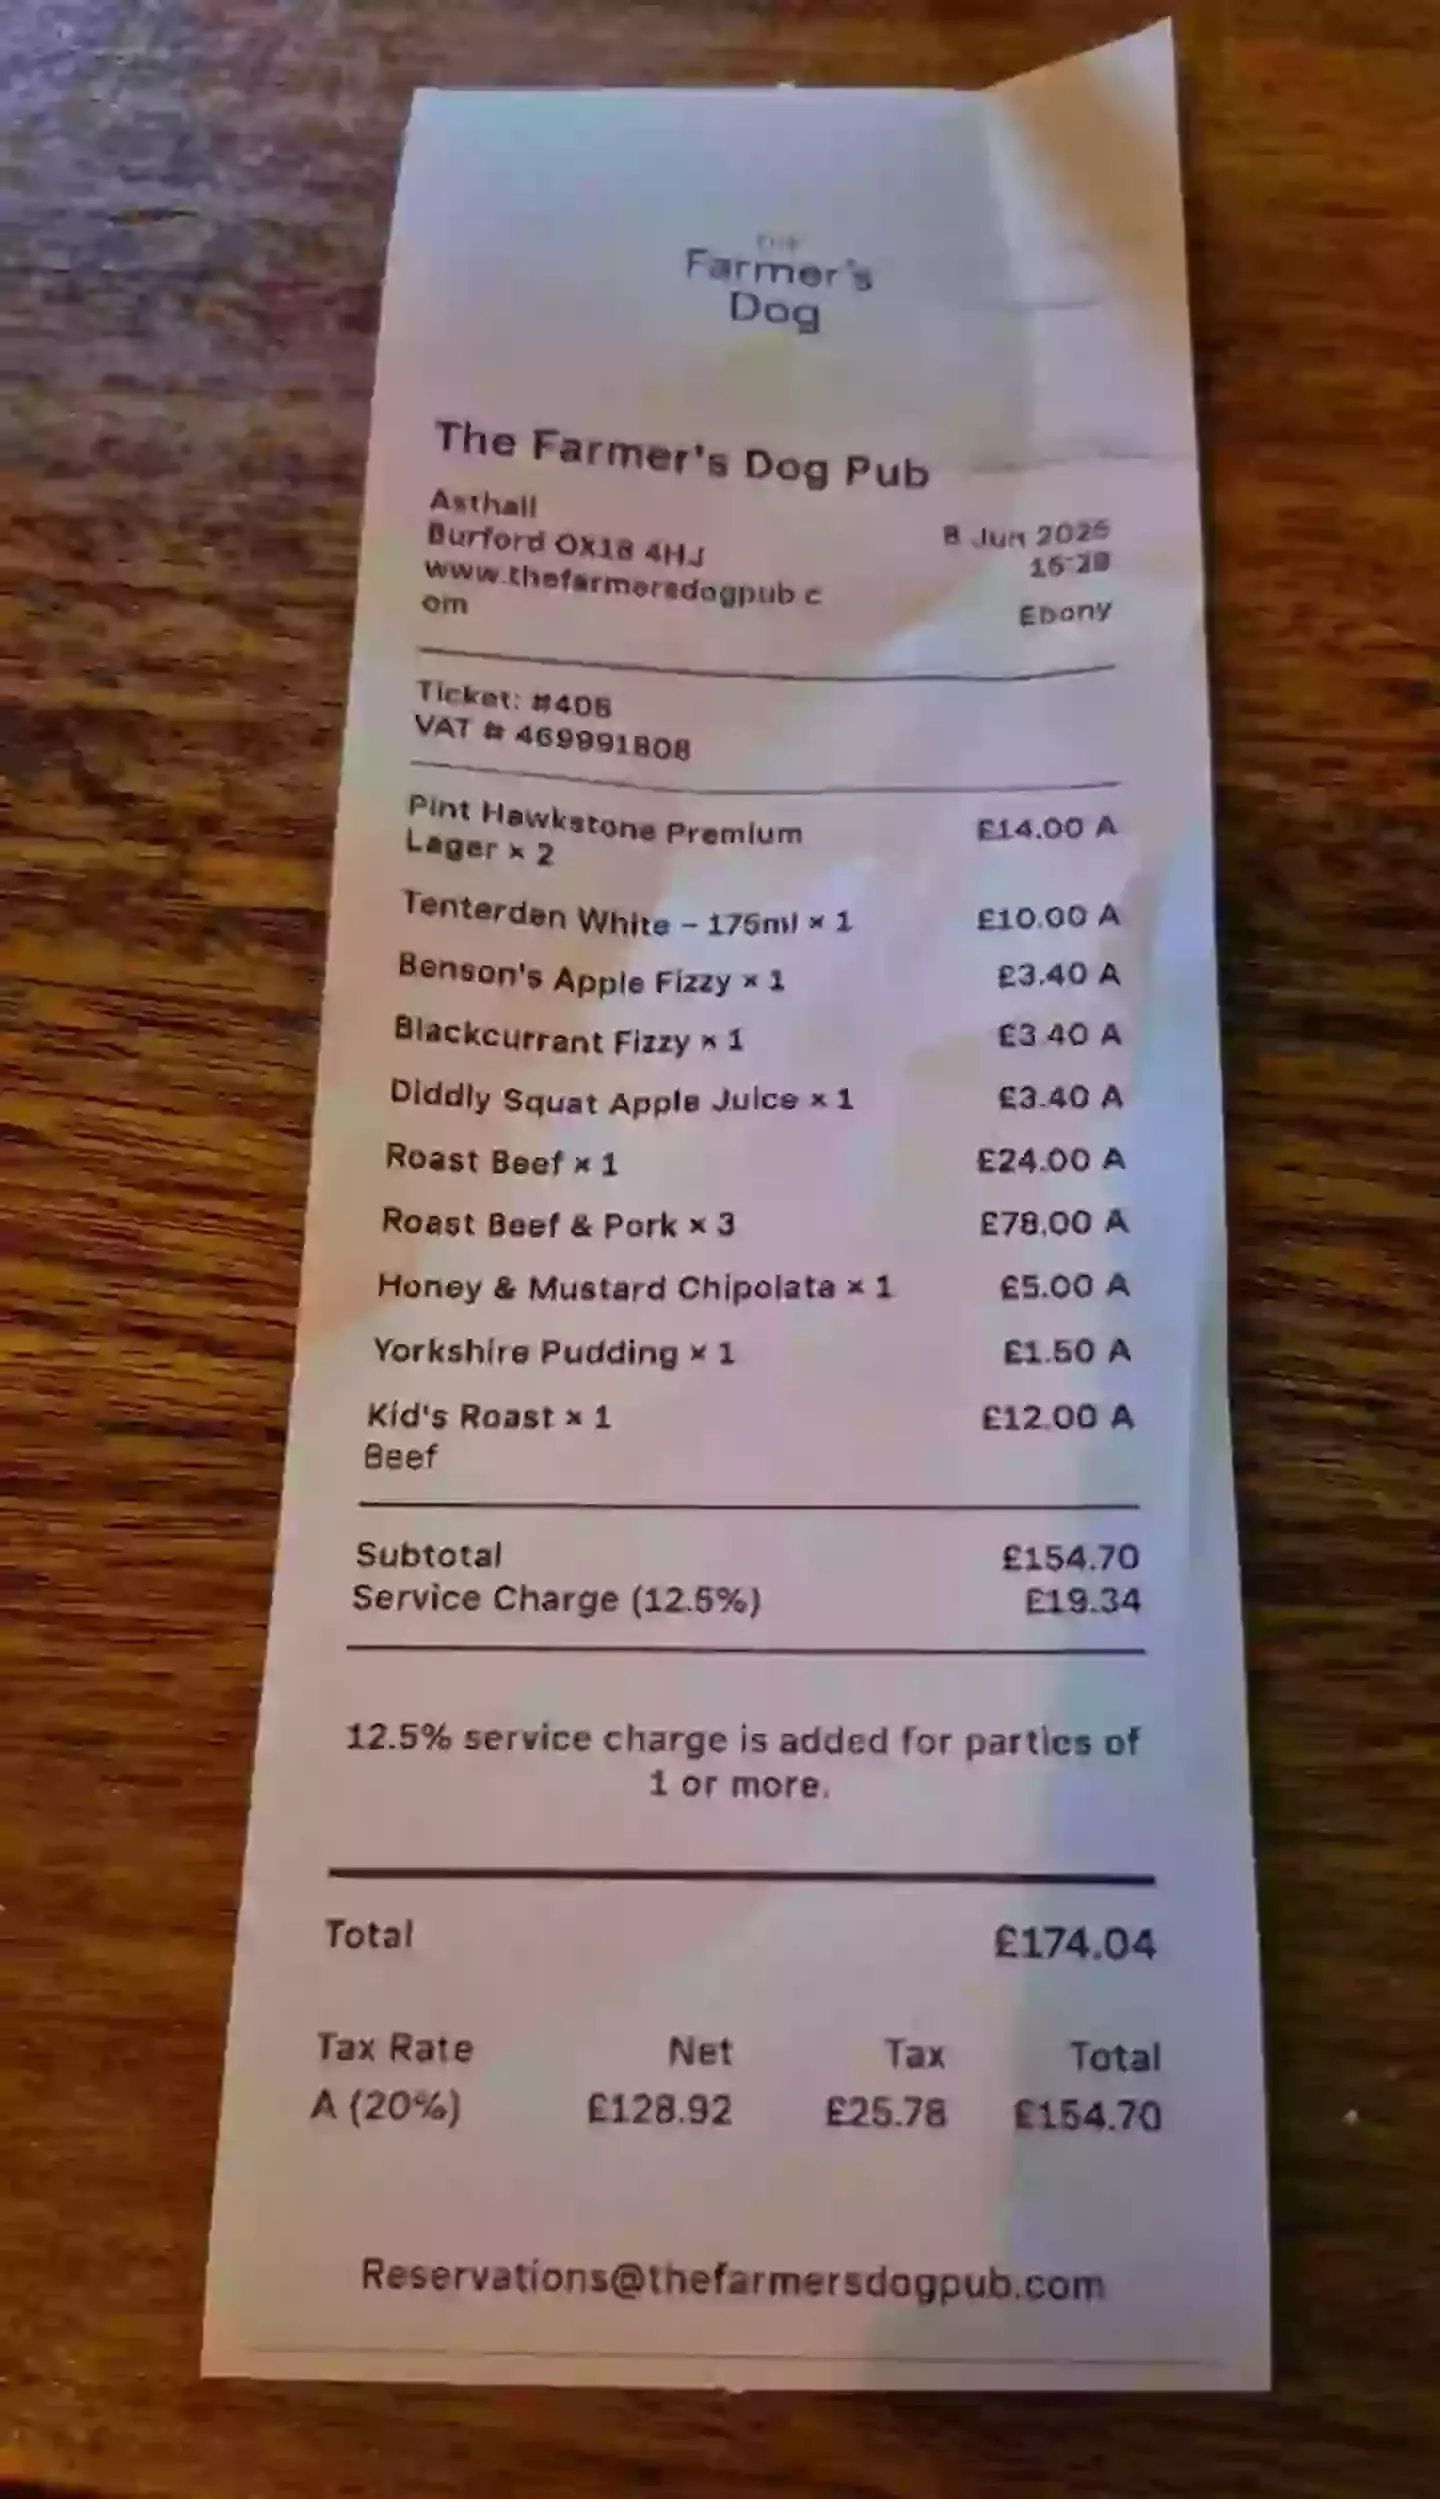 THE
Farmer's
Dog
The Farmer's Dog Pub
Asthall
Burford OX18 4HJ
www.thefarmersdogpub.c
om
8 Jun 2025
Ebony
Ticket: #406
VAT # 469991808
Pint Hawkstone Premium £14.00 A
Lager × 2
Tenterden White – 175ml × 1 £10.00 A
Benson's Apple Fizzy × 1 £3.40 A
Blackcurrant Fizzy × 1 £3.40 A
Diddly Squat Apple Juice × 1 £3.40 A
Roast Beef × 1 £24.00 A
Roast Beef & Pork × 3 £78.00 A
Honey & Mustard Chipolata × 1 £5.00 A
Yorkshire Pudding × 1 £1.50 A
Kid's Roast × 1 £12.00 A
Beef
Subtotal £154.70
Service Charge (12.5%) £19.34
12.5% service charge is added for parties of
1 or more.
Total £174.04
Tax Rate Net Tax Total
A (20%) £128.92 £25.78 £154.70
Reservations@thefarmersdogpub.com